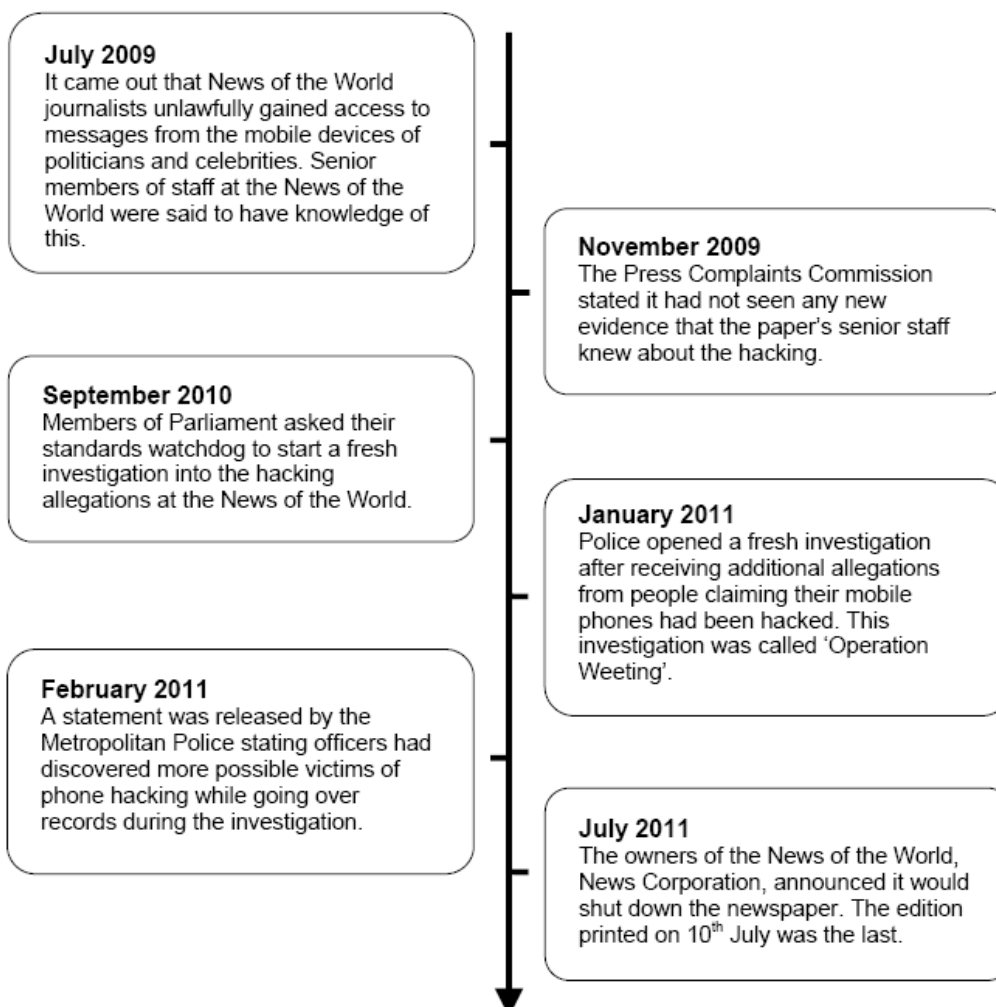 July 2009
It came out that News of the World
journalists unlawfully gained access to
messages from the mobile devices of
politicians and celebrities. Senior
members of staff at the News of the
World were said to have knowledge of
this.
November 2009
The Press Complaints Commission
stated it had not seen any new
evidence that the paper's senior staff
knew about the hacking.
September 2010
Members of Parliament asked their
standards watchdog to start a fresh
investigation into the hacking
allegations at the News of the World.
January 2011
Police opened a fresh investigation
after receiving additional allegations
from people claiming their mobile
phones had been hacked. This
investigation was called ‘Operation
Weeting’.
February 2011
A statement was released by the
Metropolitan Police stating officers had
discovered more possible victims of
phone hacking while going over
records during the investigation.
July 2011
The owners of the News of the World,
News Corporation, announced it would
shut down the newspaper. The edition
printed on 10th July was the last.